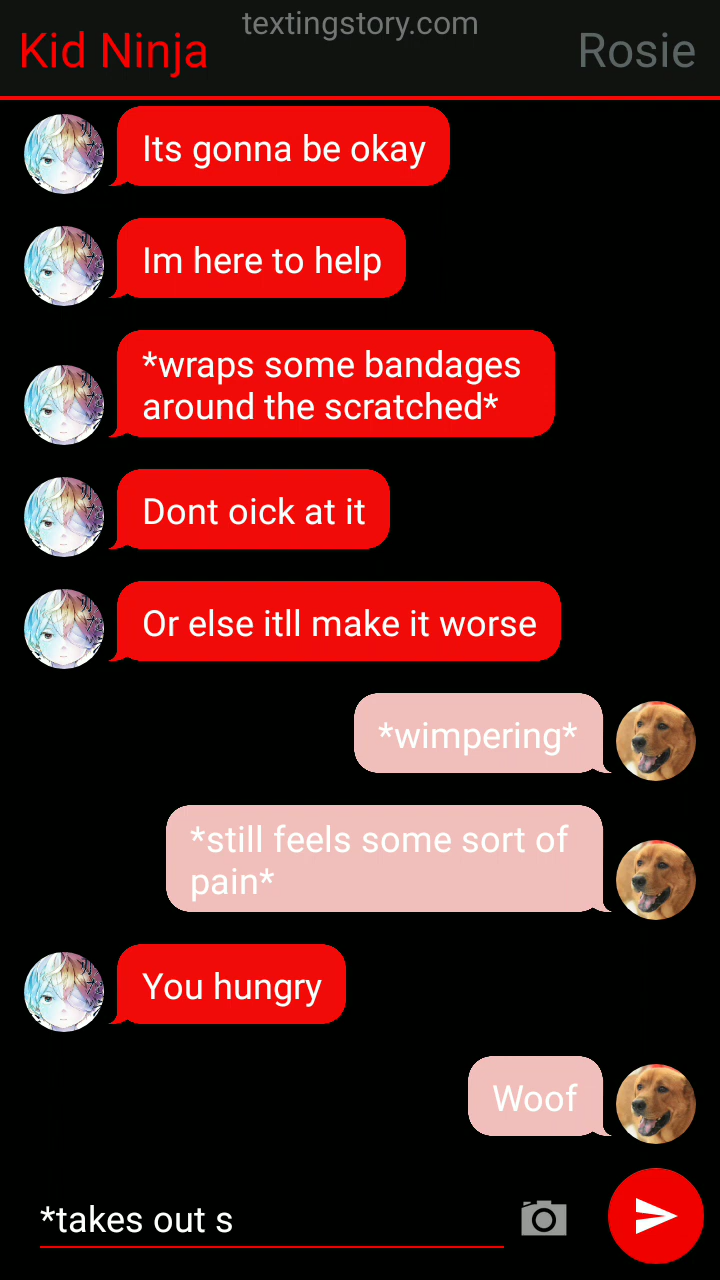 textingstory.com
Kid Ninja
Rosie
Its gonna be okay
Im here to help
*wraps some bandages
around the scratched*
Dont oick at it
Or else itll make it worse
*wimpering*
*still feels some sort of
pain*
You hungry
Woof
*takes out s